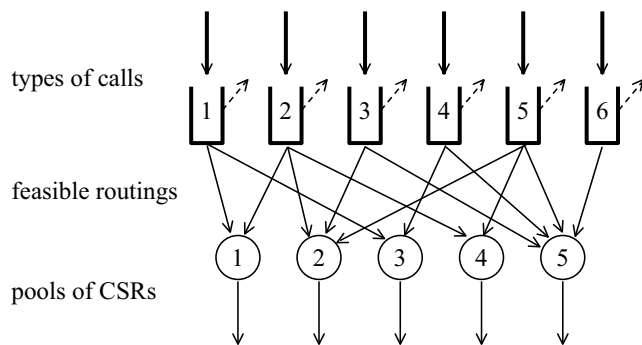 types of calls
1 2 3 4 5 6
feasible routings
1 2 3 4 5
pools of CSRs